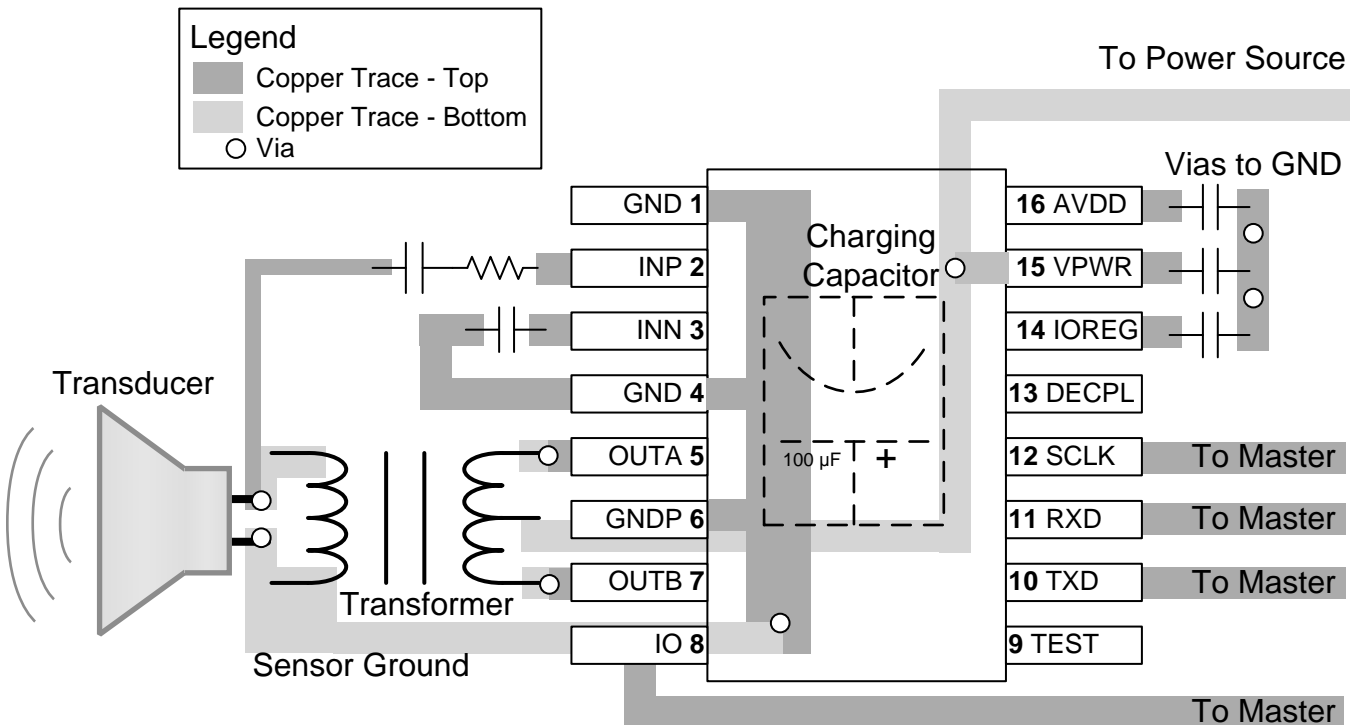 Legend
Copper Trace - Top
Copper Trace - Bottom
Via
To Power Source
Vias to GND
GND 1
INP 2
INN 3
GND 4
OUTA 5
GNDP 6
OUTB 7
IO 8
16 AVDD
15 VPWR
14 IOREG
13 DECPL
12 SCLK
11 RXD
10 TXD
9 TEST
Charging
Capacitor
100 µF +
Transducer
Transformer
Sensor Ground
To Master
To Master
To Master
To Master